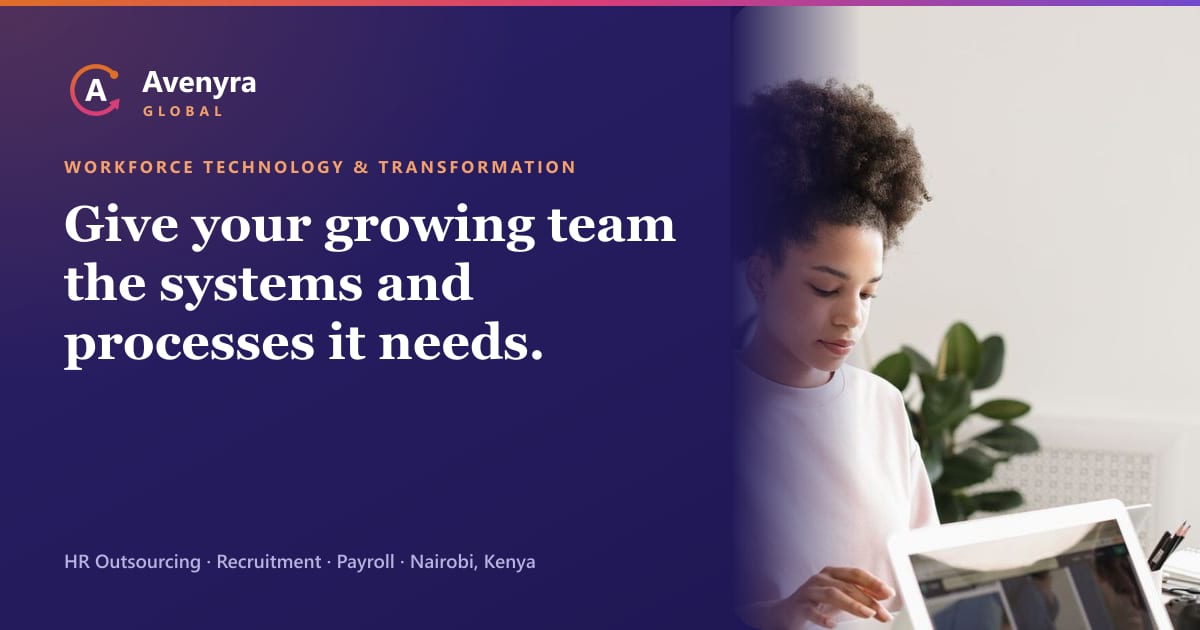 A
Avenyra
GLOBAL
WORKFORCE TECHNOLOGY & TRANSFORMATION
Give your growing team
the systems and
processes it needs.
HR Outsourcing · Recruitment · Payroll · Nairobi, Kenya